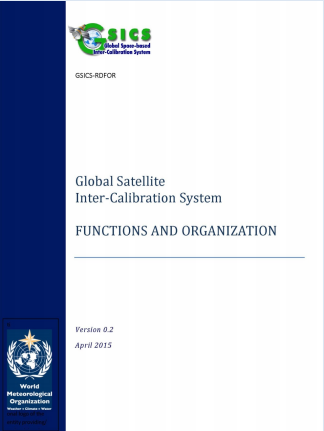 GSICS
Global Space-based
Inter-Calibration System
GSICS-RDFOR
Global Satellite
Inter-Calibration System
FUNCTIONS AND ORGANIZATION
Version 0.2
April 2015
World
Meteorological
Organization
Weather • Climate • Water